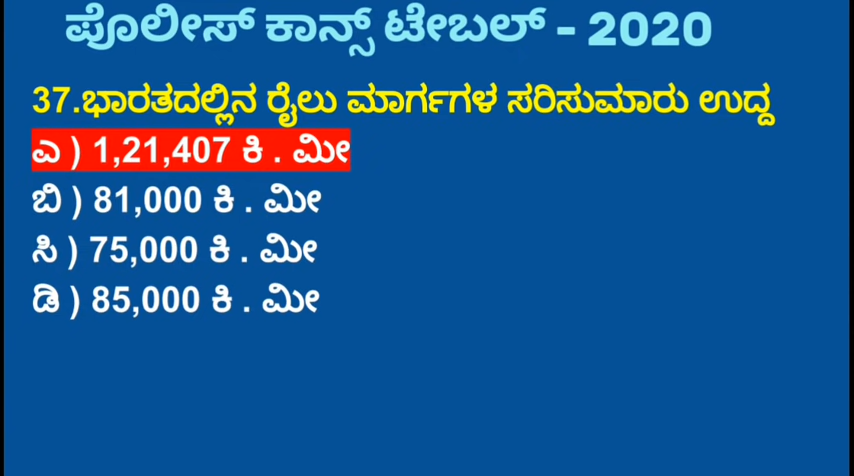 ಪೊಲೀಸ್ ಕಾನ್ಸ್ ಟೇಬಲ್ - 2020
37.ಭಾರತದಲ್ಲಿನ ರೈಲು ಮಾರ್ಗಗಳ ಸರಿಸುಮಾರು ಉದ್ದ
ಎ ) 1,21,407 ಕಿ . ಮೀ
ಬಿ ) 81,000 ಕಿ . ಮೀ
ಸಿ ) 75,000 ಕಿ . ಮೀ
ಡಿ ) 85,000 ಕಿ . ಮೀ